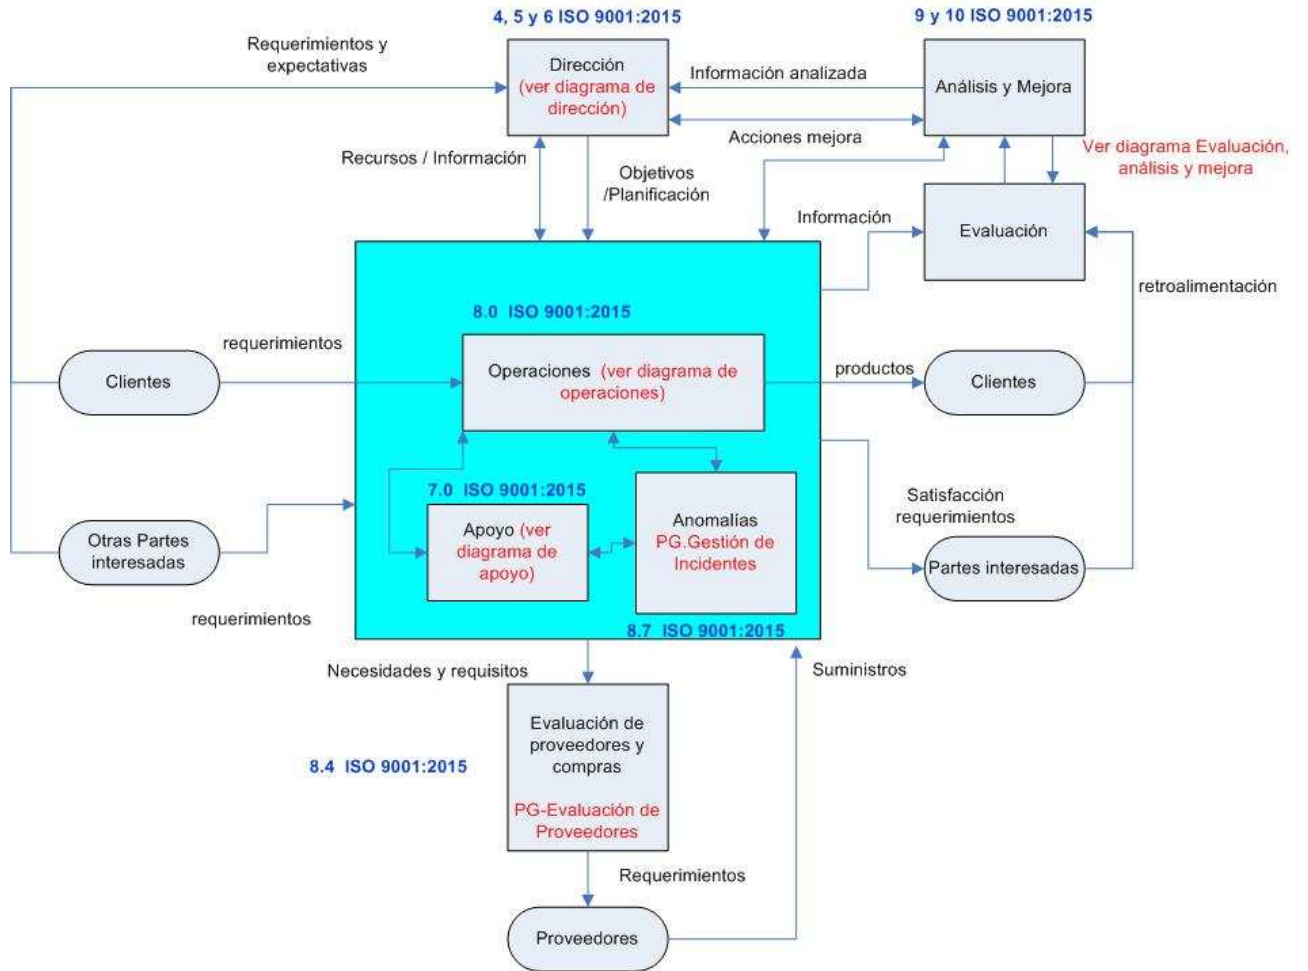 4, 5 y 6 ISO 9001:2015
9 y 10 ISO 9001:2015
Requerimientos y
expectativas
Dirección
(ver diagrama de
dirección)
Información analizada
Análisis y Mejora
Acciones mejora
Recursos / Información
Objetivos
/Planificación
Ver diagrama Evaluación,
análisis y mejora
Información
Evaluación
retroalimentación
8.0 ISO 9001:2015
requerimientos
Clientes
Operaciones (ver diagrama de
operaciones)
productos
Clientes
7.0 ISO 9001:2015
Otras Partes
interesadas
Apoyo (ver
diagrama de
apoyo)
Anomalías
PG.Gestión de
Incidentes
Satisfacción
requerimientos
Partes interesadas
requerimientos
8.7 ISO 9001:2015
Necesidades y requisitos
Suministros
Evaluación de
proveedores y
compras
PG-Evaluación de
Proveedores
8.4 ISO 9001:2015
Requerimientos
Proveedores